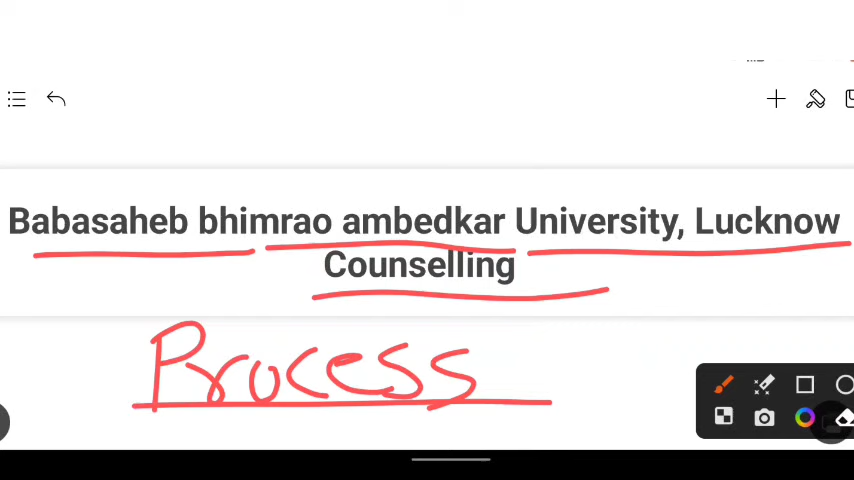 Babasaheb bhimrao ambedkar University, Lucknow
Counselling
Process